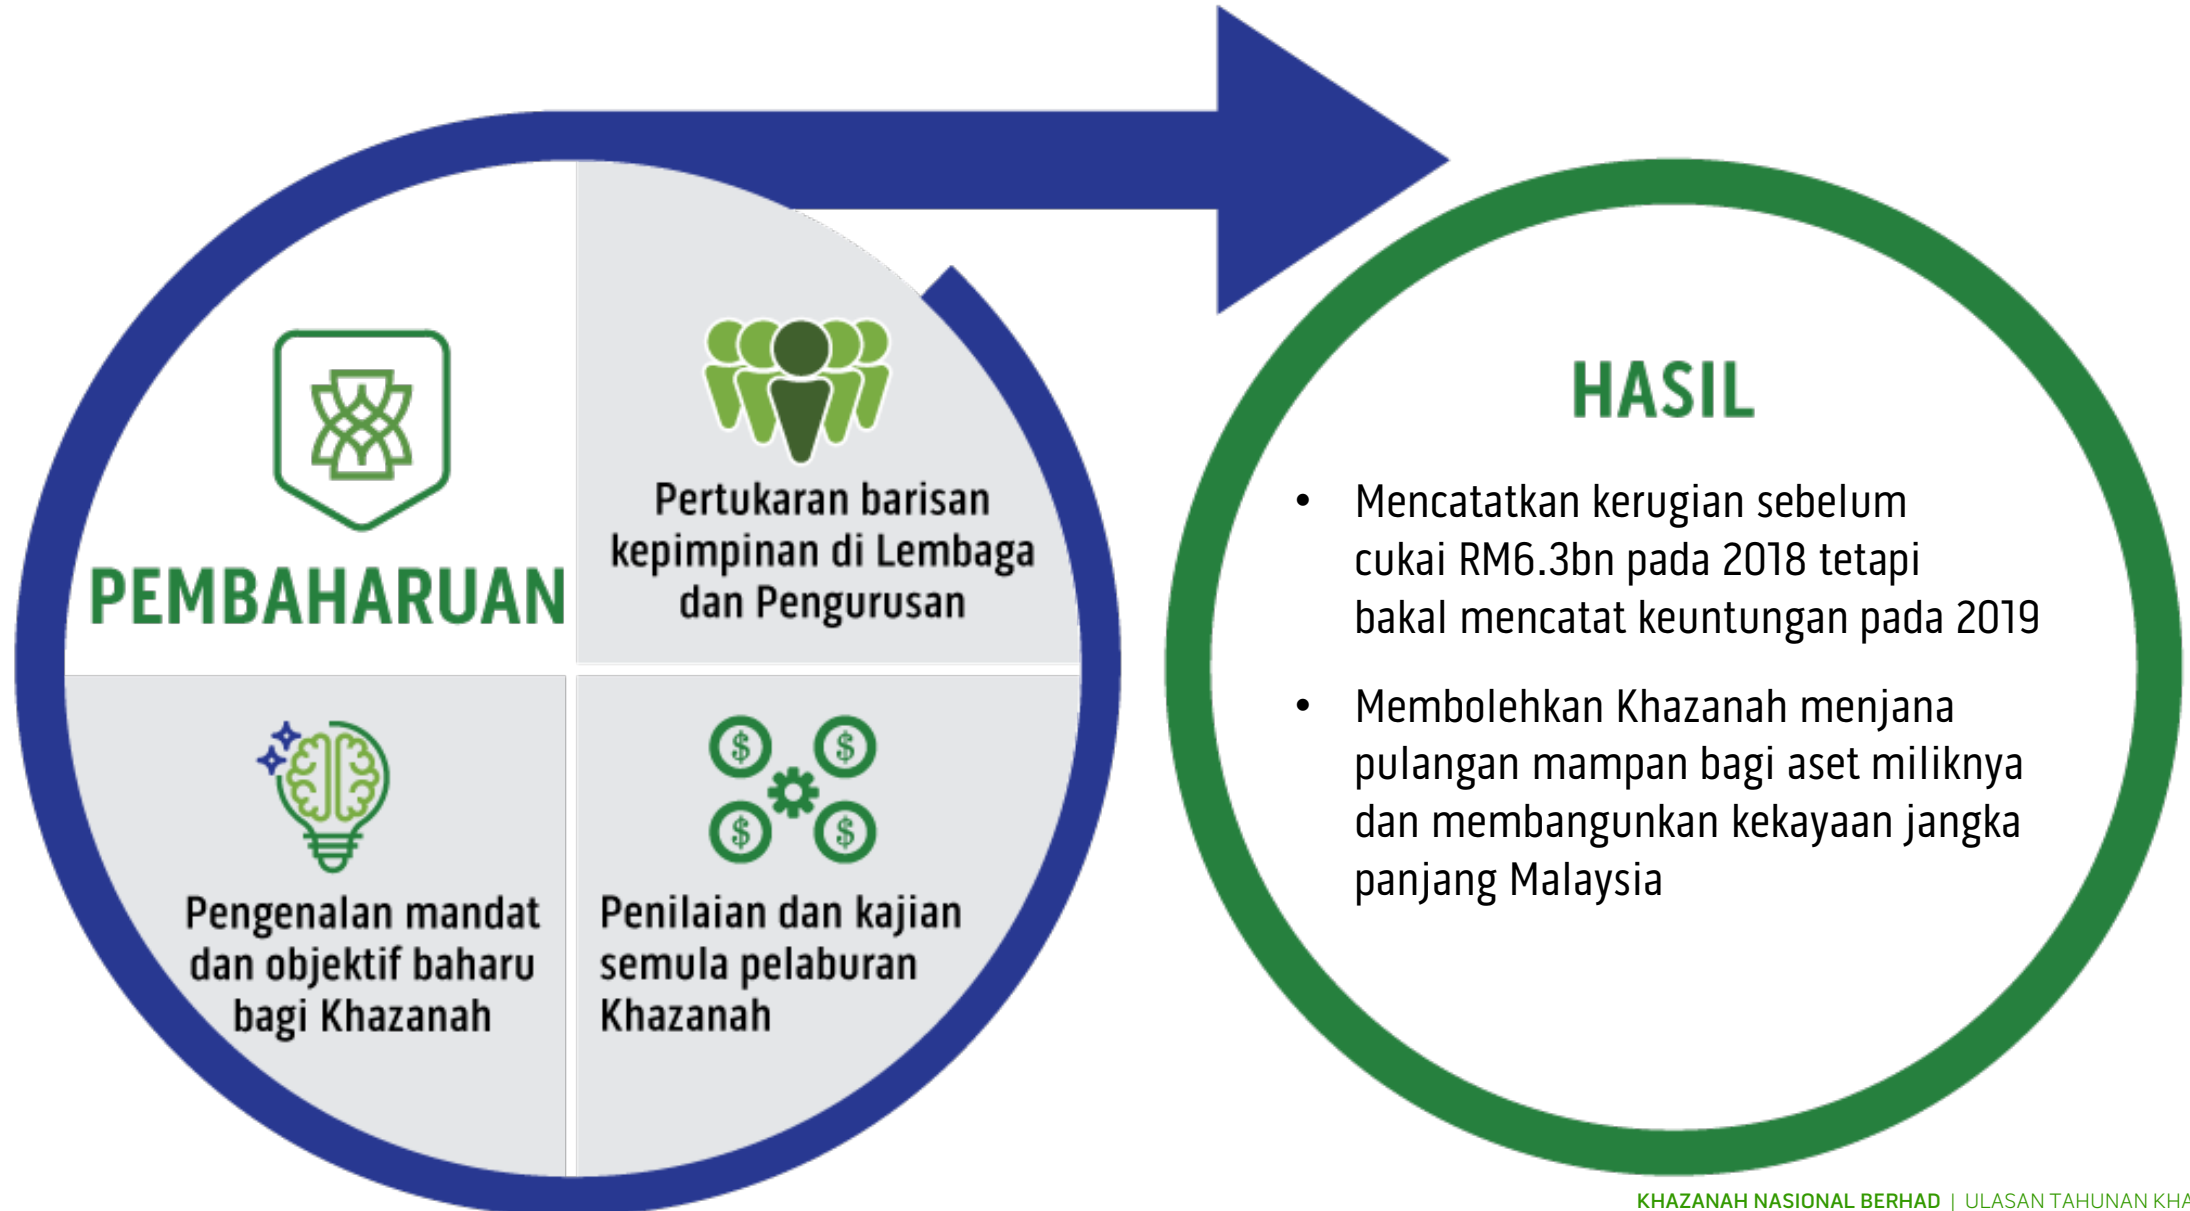 PEMBAHARUAN
Pertukaran barisan
kepimpinan di Lembaga
dan Pengurusan
Pengenalan mandat
dan objektif baharu
bagi Khazanah
$ $
$ $
Penilaian dan kajian
semula pelaburan
Khazanah
HASIL
• Mencatatkan kerugian sebelum
cukai RM6.3bn pada 2018 tetapi
bakal mencatat keuntungan pada 2019
• Membolehkan Khazanah menjana
pulangan mampan bagi aset miliknya
dan membangunkan kekayaan jangka
panjang Malaysia
KHAZANAH NASIONAL BERHAD | ULASAN TAHUNAN KHA